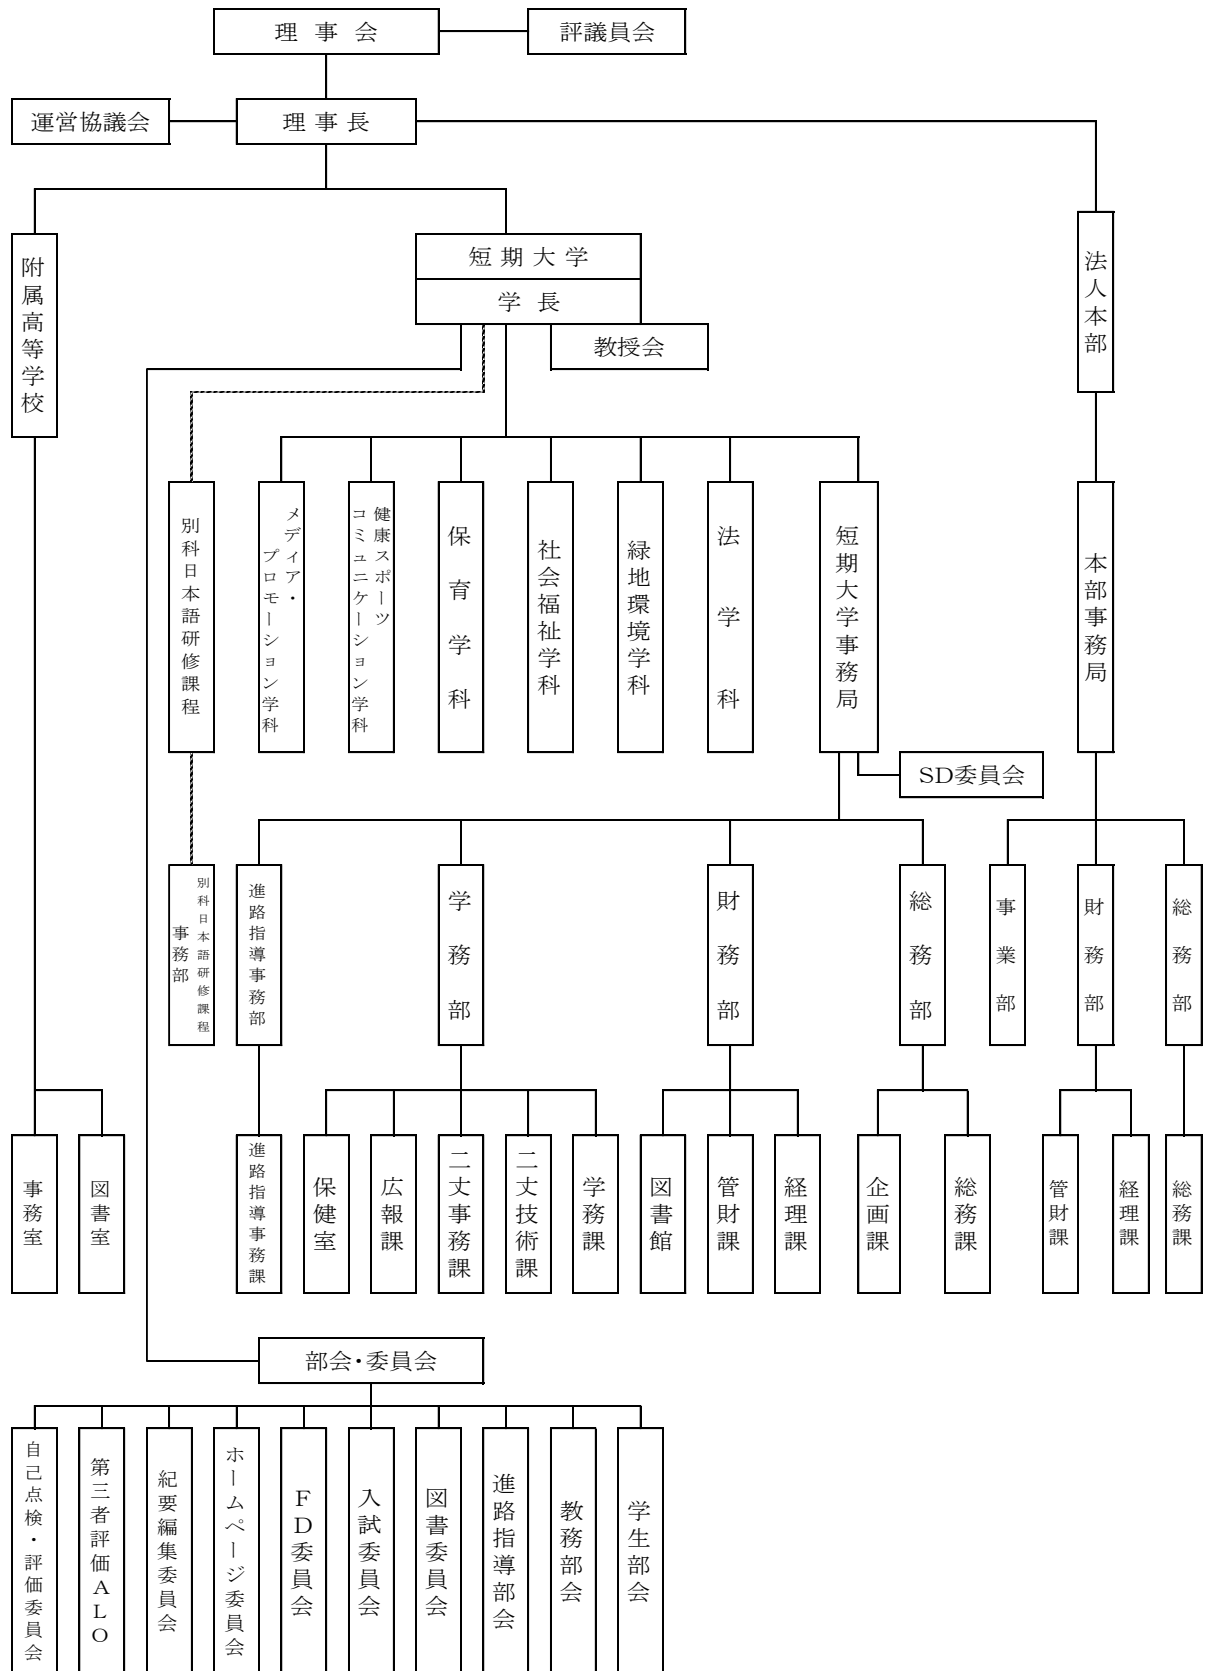 理事会
評議員会
運営協議会
理事長
附属高等学校
短期大学
学長
教授会
法人本部
別科日本語研修課程
メディア・
プロモーション学科
健康スポーツ
コミュニケーション学科
保育学科
社会福祉学科
緑地環境学科
法学科
短期大学事務局
本部事務局
SD委員会
別科日本語研修課程
事務部
進路指導事務部
学務部
財務部
総務部
事業部
財務部
総務部
事務室
図書室
進路指導事務課
保健室
広報課
二丈事務課
二丈技術課
学務課
図書館
管財課
経理課
企画課
総務課
管財課
経理課
総務課
部会・委員会
自己点検・評価委員会
第三者評価ALO
紀要編集委員会
ホームページ委員会
FD委員会
入試委員会
図書委員会
進路指導部会
教務部会
学生部会